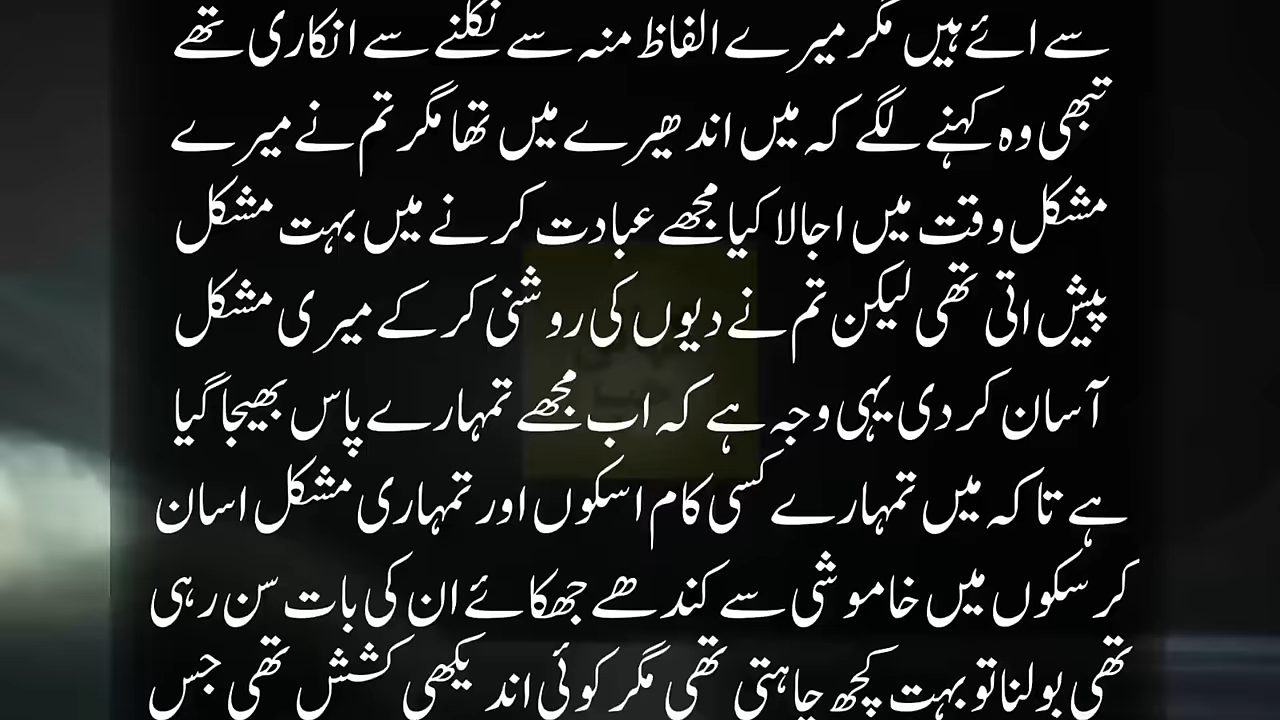 سے ائے ہیں مگر میرے الفاظ منہ سے نکلنے سے انکاری تھے
تبھی وہ کہنے لگے کہ میں اندھیرے میں تھا مگر تم نے میرے
مشکل وقت میں اجالا کیا مجھے عبادت کرنے میں بہت مشکل
پیش اتی تھی لیکن تم نے دیوں کی روشنی کر کے میری مشکل
آسان کر دی یہی وجہ ہے کہ اب مجھے تمہارے پاس بھیجا گیا
ہے تاکہ میں تمہارے کسی کام اسکوں اور تمہاری مشکل اسان
کر سکوں میں خاموشی سے کندھے جھکائے ان کی بات سن رہی
تھی بولنا تو بہت کچھ چاہتی تھی مگر کوئی اندیکھی کشش تھی جس